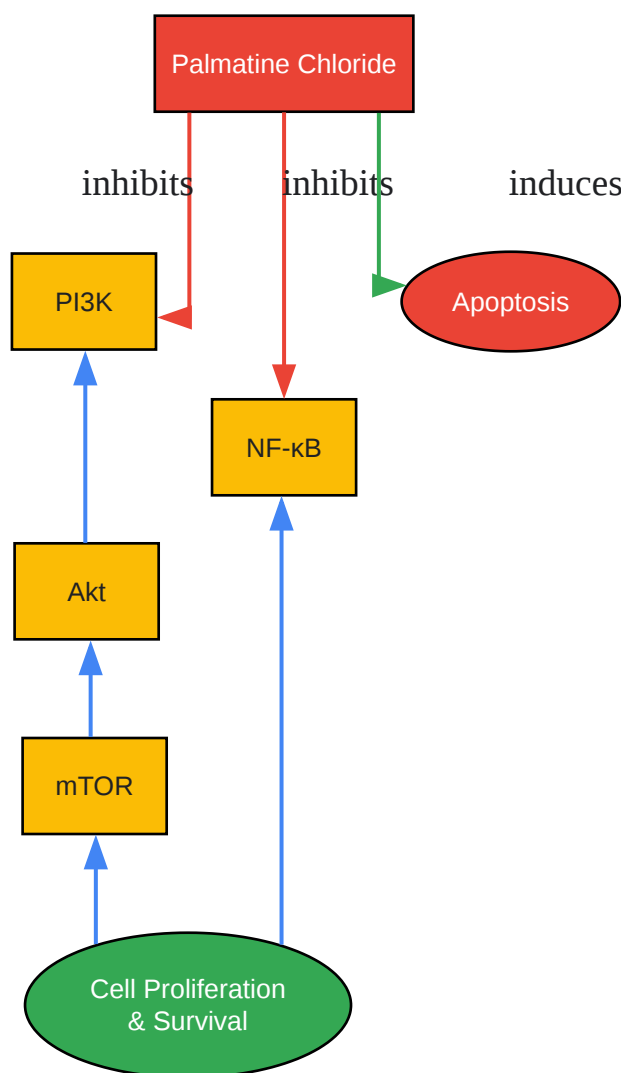 Palmatine Chloride
inhibits
inhibits
induces
PI3K
Apoptosis
NF-κB
Akt
mTOR
Cell Proliferation
& Survival